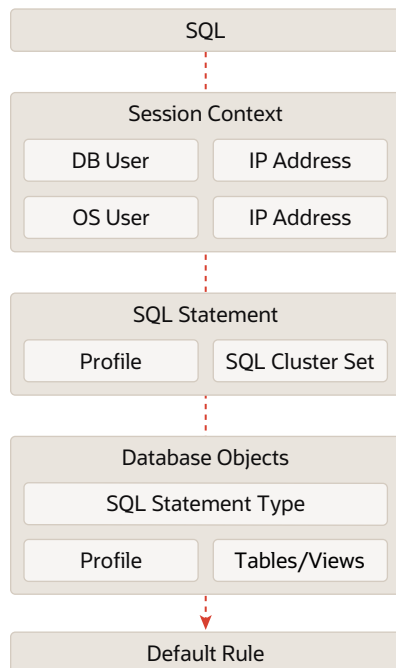 SQL
Session Context
DB User IP Address
OS User IP Address
SQL Statement
Profile SQL Cluster Set
Database Objects
SQL Statement Type
Profile Tables/Views
Default Rule